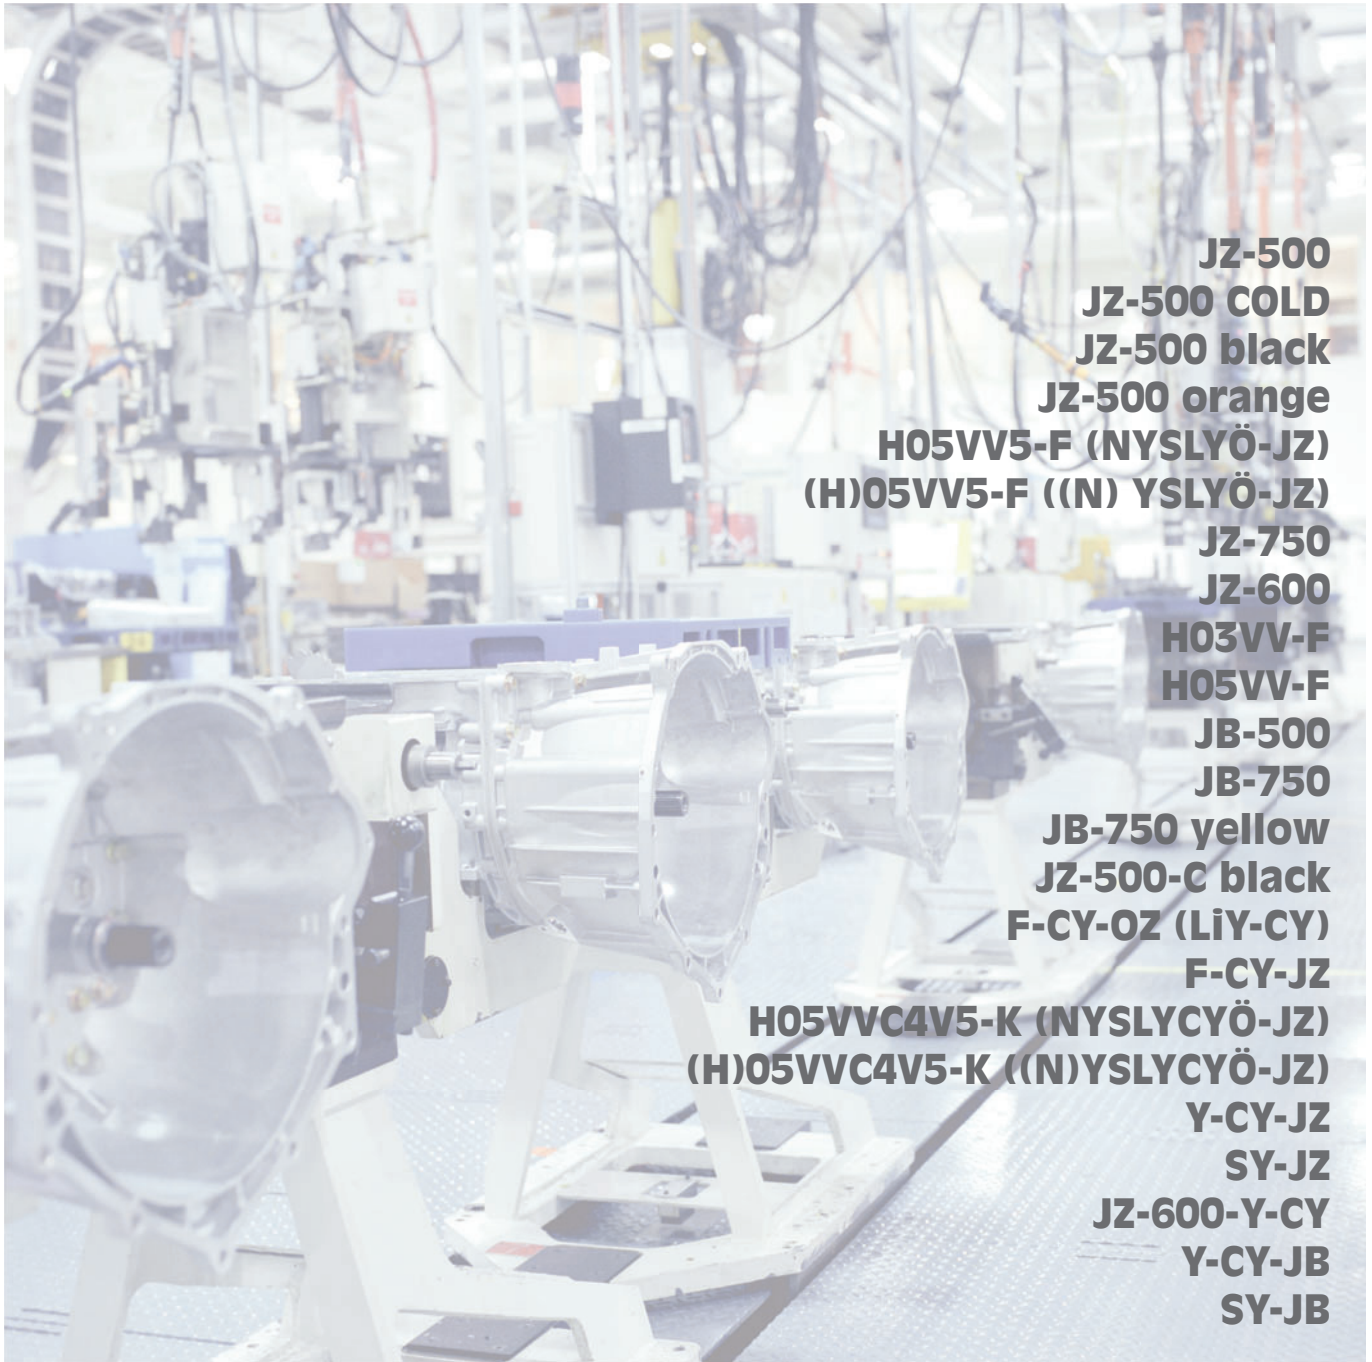 JZ-500
JZ-500 COLD
JZ-500 black
JZ-500 orange
H05VV5-F (NYSLYÖ-JZ)
(H)05VV5-F ((N) YSLYÖ-JZ)
JZ-750
JZ-600
H03VV-F
H05VV-F
JB-500
JB-750
JB-750 yellow
JZ-500-C black
F-CY-OZ (LiY-CY)
F-CY-JZ
H05VVC4V5-K (NYSLYCYÖ-JZ)
(H)05VVC4V5-K ((N)YSLYCYÖ-JZ)
Y-CY-JZ
SY-JZ
JZ-600-Y-CY
Y-CY-JB
SY-JB